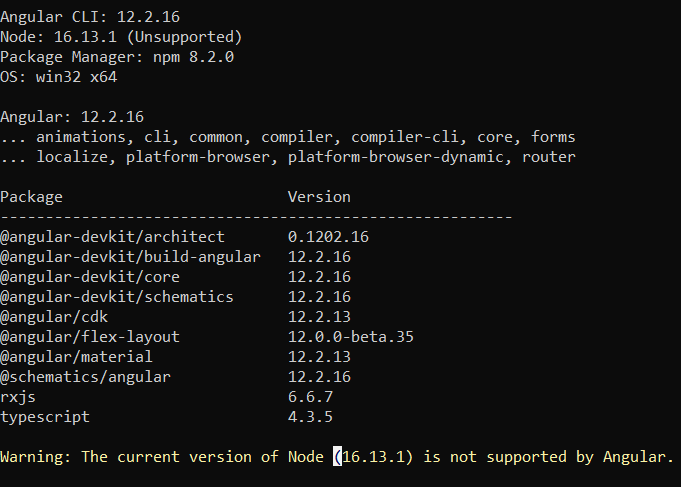 Angular CLI: 12.2.16
Node: 16.13.1 (Unsupported)
Package Manager: npm 8.2.0
OS: win32 x64
Angular: 12.2.16
... animations, cli, common, compiler, compiler-cli, core, forms
... localize, platform-browser, platform-browser-dynamic, router
Package Version
---------------------------------------------------------
@angular-devkit/architect 0.1202.16
@angular-devkit/build-angular 12.2.16
@angular-devkit/core 12.2.16
@angular-devkit/schematics 12.2.16
@angular/cdk 12.2.13
@angular/flex-layout 12.0.0-beta.35
@angular/material 12.2.13
@schematics/angular 12.2.16
rxjs 6.6.7
typescript 4.3.5
Warning: The current version of Node (16.13.1) is not supported by Angular.